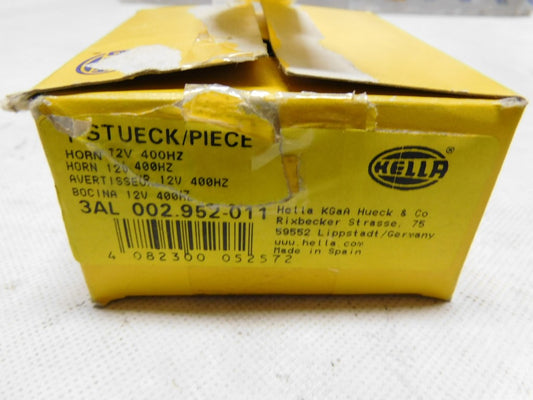 1 STUECK/PIECE
HORN 12V 400HZ
HORN 12V 400HZ
AVERTISSEUR 12V 400HZ
BOCINA 12V 400HZ
3AL 002.952-011
4 082300 052572
HELLA
Hella KGaA Hueck & Co
Rixbecker Strasse, 75
59552 Lippstadt/Germany
www.hella.com
Made in Spain